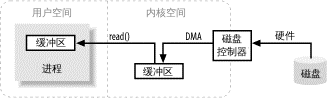 用户空间
内核空间
缓冲区
进程
read()
缓冲区
DMA
磁盘
控制器
硬件
磁盘